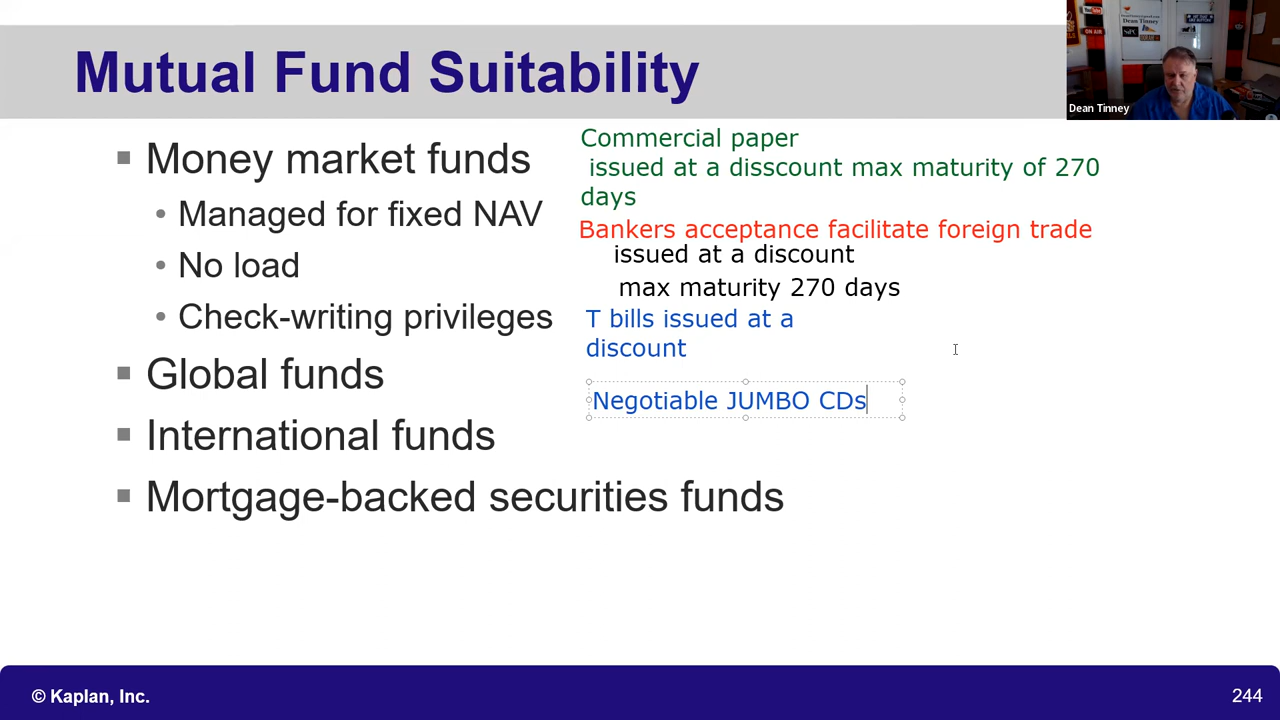 Mutual Fund Suitability
Dean Tinney
Money market funds
Managed for fixed NAV
No load
Check-writing privileges
Global funds
International funds
Mortgage-backed securities funds
Commercial paper
issued at a disscount max maturity of 270
days
Bankers acceptance facilitate foreign trade
issued at a discount
max maturity 270 days
T bills issued at a
discount
Negotiable JUMBO CDs
© Kaplan, Inc.
244